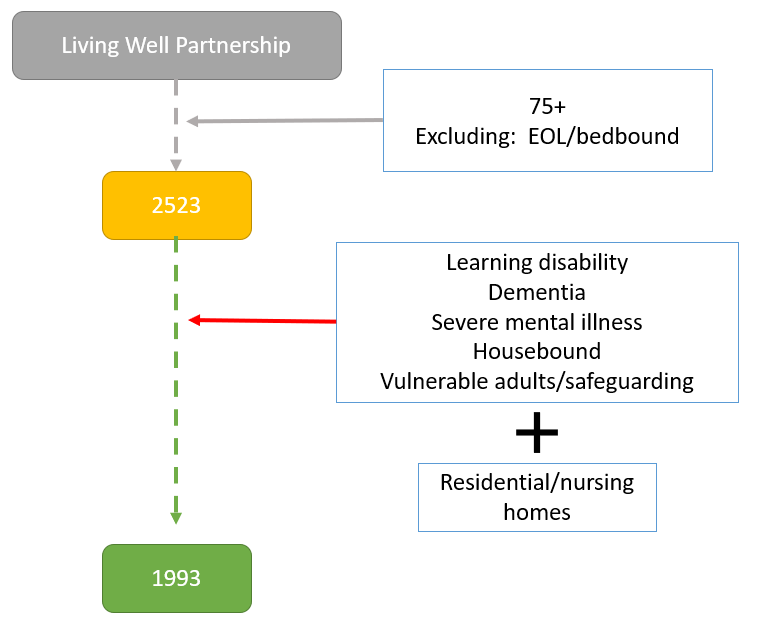 Living Well Partnership
75+
Excluding:  EOL/bedbound
2523
Learning disability
Dementia
Severe mental illness
Housebound
Vulnerable adults/safeguarding
+
Residential/nursing
homes
1993